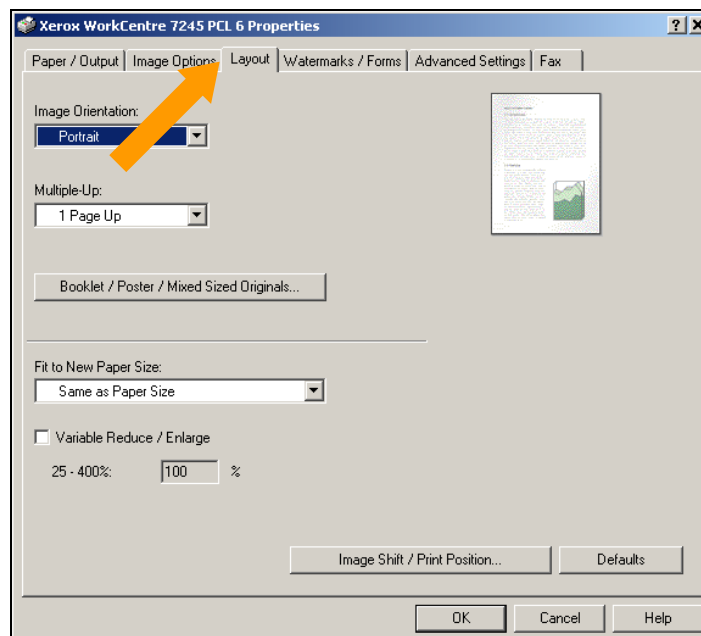 Xerox WorkCentre 7245 PCL 6 Properties
Paper / Output Image Options Layout Watermarks / Forms Advanced Settings Fax
Image Orientation:
Portrait
Multiple-Up:
1 Page Up
Booklet / Poster / Mixed Sized Originals...
Fit to New Paper Size:
Same as Paper Size
Variable Reduce / Enlarge
25 - 400%: 100 %
Image Shift / Print Position... Defaults
OK Cancel Help